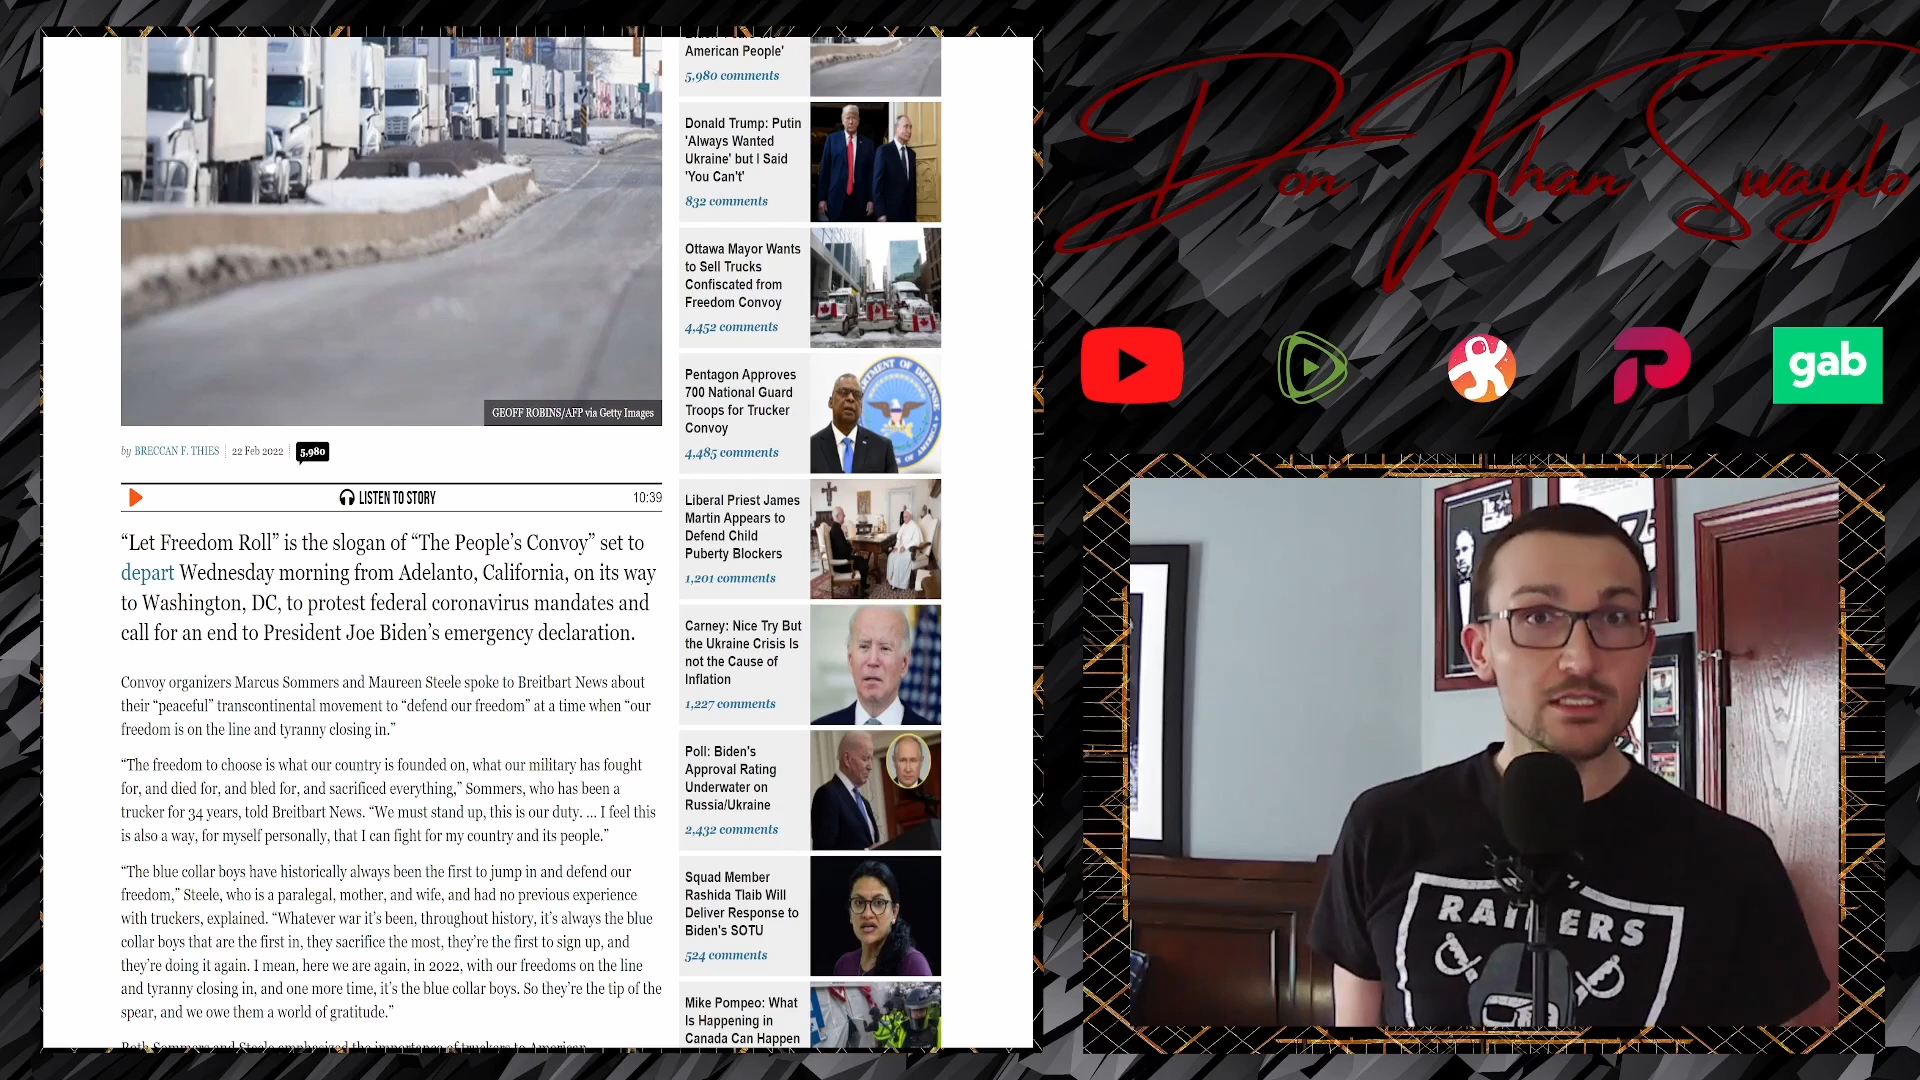 GEOFF ROBINS/AFP via Getty Images
by BRECCAN F. THIES
22 Feb 2022
5,980
LISTEN TO STORY
10:39
“Let Freedom Roll” is the slogan of “The People’s Convoy” set to
depart Wednesday morning from Adelanto, California, on its way
to Washington, DC, to protest federal coronavirus mandates and
call for an end to President Joe Biden’s emergency declaration.
Convoy organizers Marcus Sommers and Maureen Steele spoke to Breitbart News about
their “peaceful” transcontinental movement to “defend our freedom” at a time when “our
freedom is on the line and tyranny closing in.”
“The freedom to choose is what our country is founded on, what our military has fought
for, and died for, and bled for, and sacrificed everything,” Sommers, who has been a
trucker for 34 years, told Breitbart News. “We must stand up, this is our duty. ... I feel this
is also a way, for myself personally, that I can fight for my country and its people.”
“The blue collar boys have historically always been the first to jump in and defend our
freedom,” Steele, who is a paralegal, mother, and wife, and had no previous experience
with truckers, explained. “Whatever war it’s been, throughout history, it’s always the blue
collar boys that are the first in, they sacrifice the most, they’re the first to sign up, and
they’re doing it again. I mean, here we are again, in 2022, with our freedoms on the line
and tyranny closing in, and one more time, it’s the blue collar boys. So they’re the tip of the
spear, and we owe them a world of gratitude.”
Both Sommers and Steele emphasized the importance of truckers to American
American People'
5,980 comments
Donald Trump: Putin
'Always Wanted
Ukraine' but I Said
'You Can't'
832 comments
Ottawa Mayor Wants
to Sell Trucks
Confiscated from
Freedom Convoy
4,452 comments
Pentagon Approves
700 National Guard
Troops for Trucker
Convoy
4,485 comments
Liberal Priest James
Martin Appears to
Defend Child
Puberty Blockers
1,201 comments
Carney: Nice Try But
the Ukraine Crisis Is
not the Cause of
Inflation
1,227 comments
Poll: Biden's
Approval Rating
Underwater on
Russia/Ukraine
2,432 comments
Squad Member
Rashida Tlaib Will
Deliver Response to
Biden's SOTU
524 comments
Mike Pompeo: What
Is Happening in
Canada Can Happen
Don Khan Swaylo
gab
RAIDERS